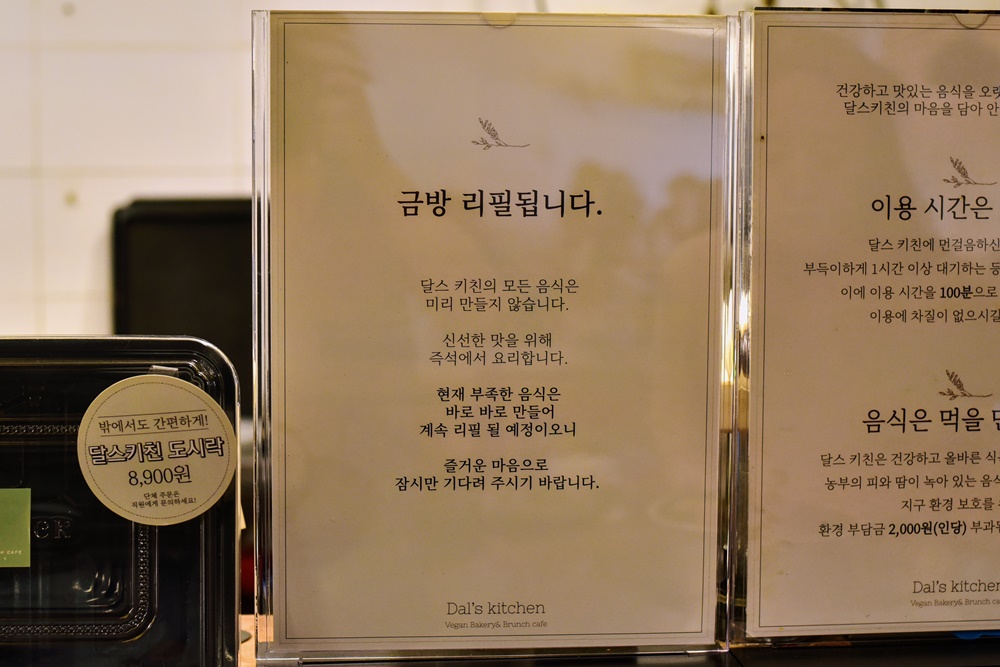 밖에서도 간편하게!
달스키친 도시락
8,900원
단체 주문은
직원에게 문의하세요!
금방 리필됩니다.
달스 키친의 모든 음식은
미리 만들지 않습니다.
신선한 맛을 위해
즉석에서 요리합니다.
현재 부족한 음식은
바로 바로 만들어
계속 리필 될 예정이오니
즐거운 마음으로
잠시만 기다려 주시기 바랍니다.
Dal's kitchen
Vegan Bakery& Brunch cafe
건강하고 맛있는 음식을
달스키친의 마음을 담아
이용 시간은
달스 키친에 먼걸음하신
부득이하게 1시간 이상 대기하는
이에 이용 시간을 100분으로
이용에 차질이 없으시길
음식은 먹을
달스 키친은 건강하고 올바른
농부의 피와 땀이 녹아 있는
지구 환경 보호를
환경 부담금 2,000원(인당)
Dal's kitchen
Vegan Bakery& Brunch